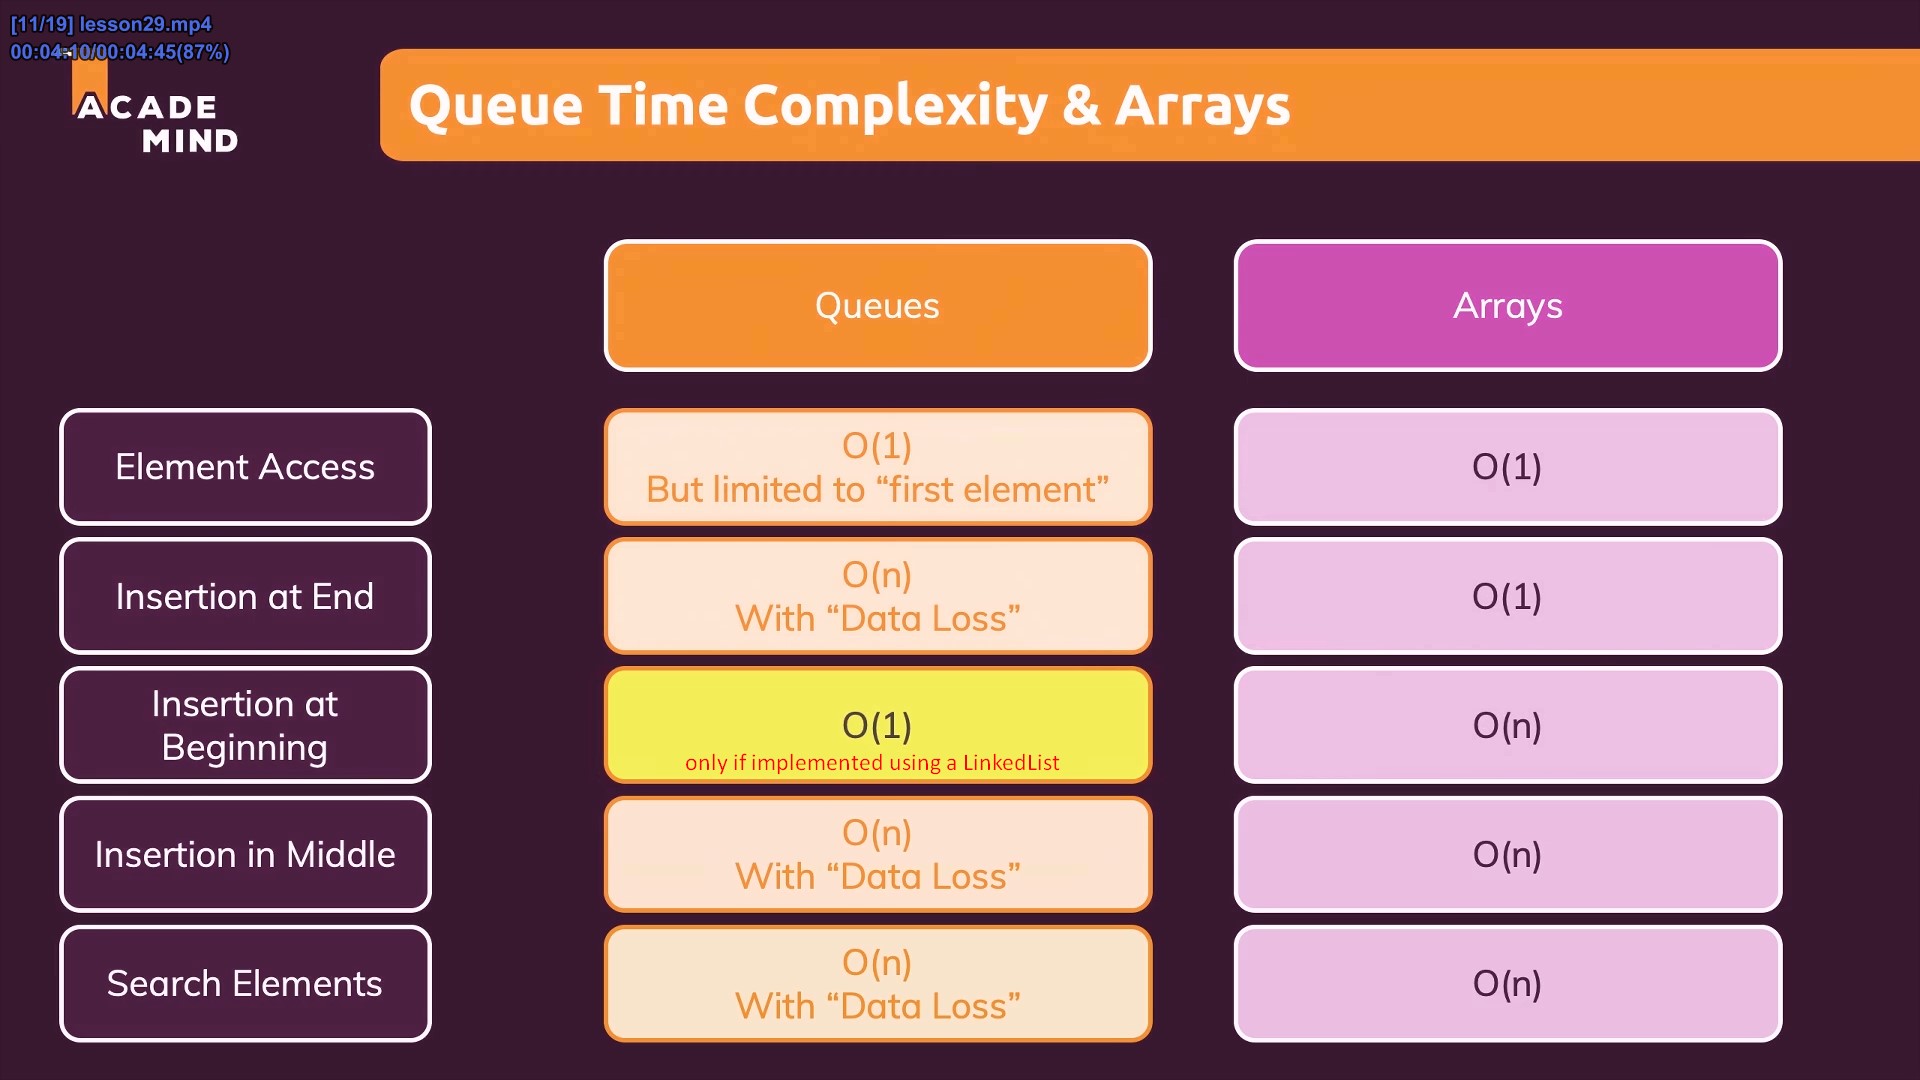 [11/19] lesson29.mp4
00:04:10/00:04:45(87%)
ACADE
MIND
Queue Time Complexity & Arrays
Queues
Arrays
Element Access
O(1)
But limited to “first element”
O(1)
Insertion at End
O(n)
With “Data Loss”
O(1)
Insertion at
Beginning
O(1)
only if implemented using a LinkedList
O(n)
Insertion in Middle
O(n)
With “Data Loss”
O(n)
Search Elements
O(n)
With “Data Loss”
O(n)